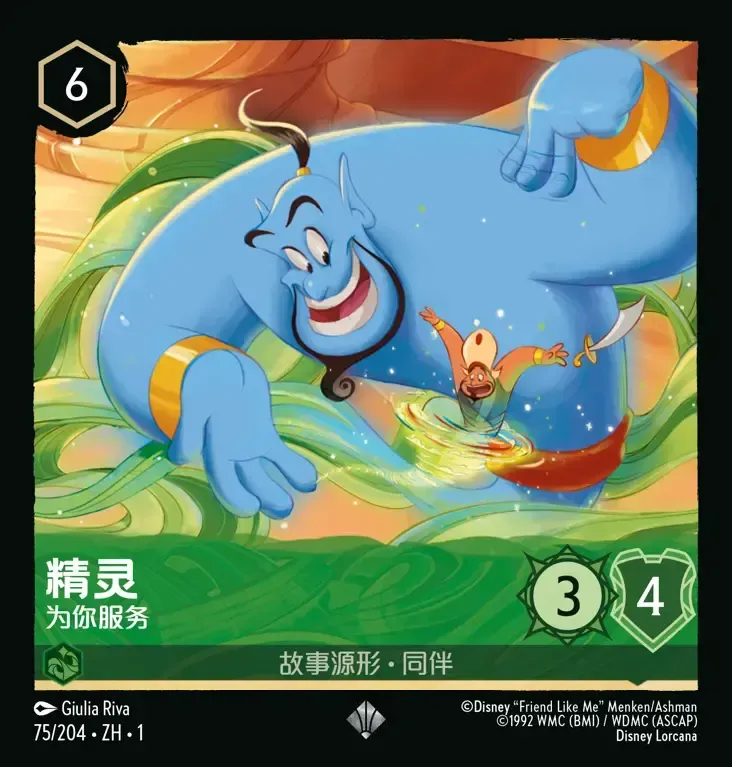 6
精灵
为你服务
3
4
故事源形 · 同伴
Giulia Riva
75/204 • ZH • 1
©Disney “Friend Like Me” Menken/Ashman
©1992 WMC (BMI) / WDMC (ASCAP)
Disney Lorcana